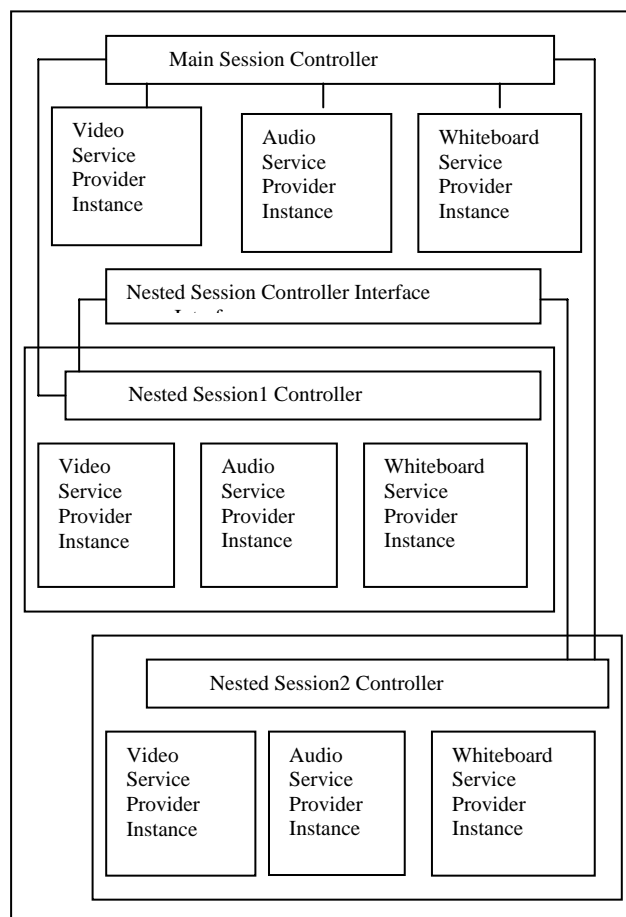 Main Session Controller
Video
Service
Provider
Instance
Audio
Service
Provider
Instance
Whiteboard
Service
Provider
Instance
Nested Session Controller Interface
Nested Session1 Controller
Video
Service
Provider
Instance
Audio
Service
Provider
Instance
Whiteboard
Service
Provider
Instance
Nested Session2 Controller
Video
Service
Provider
Instance
Audio
Service
Provider
Instance
Whiteboard
Service
Provider
Instance